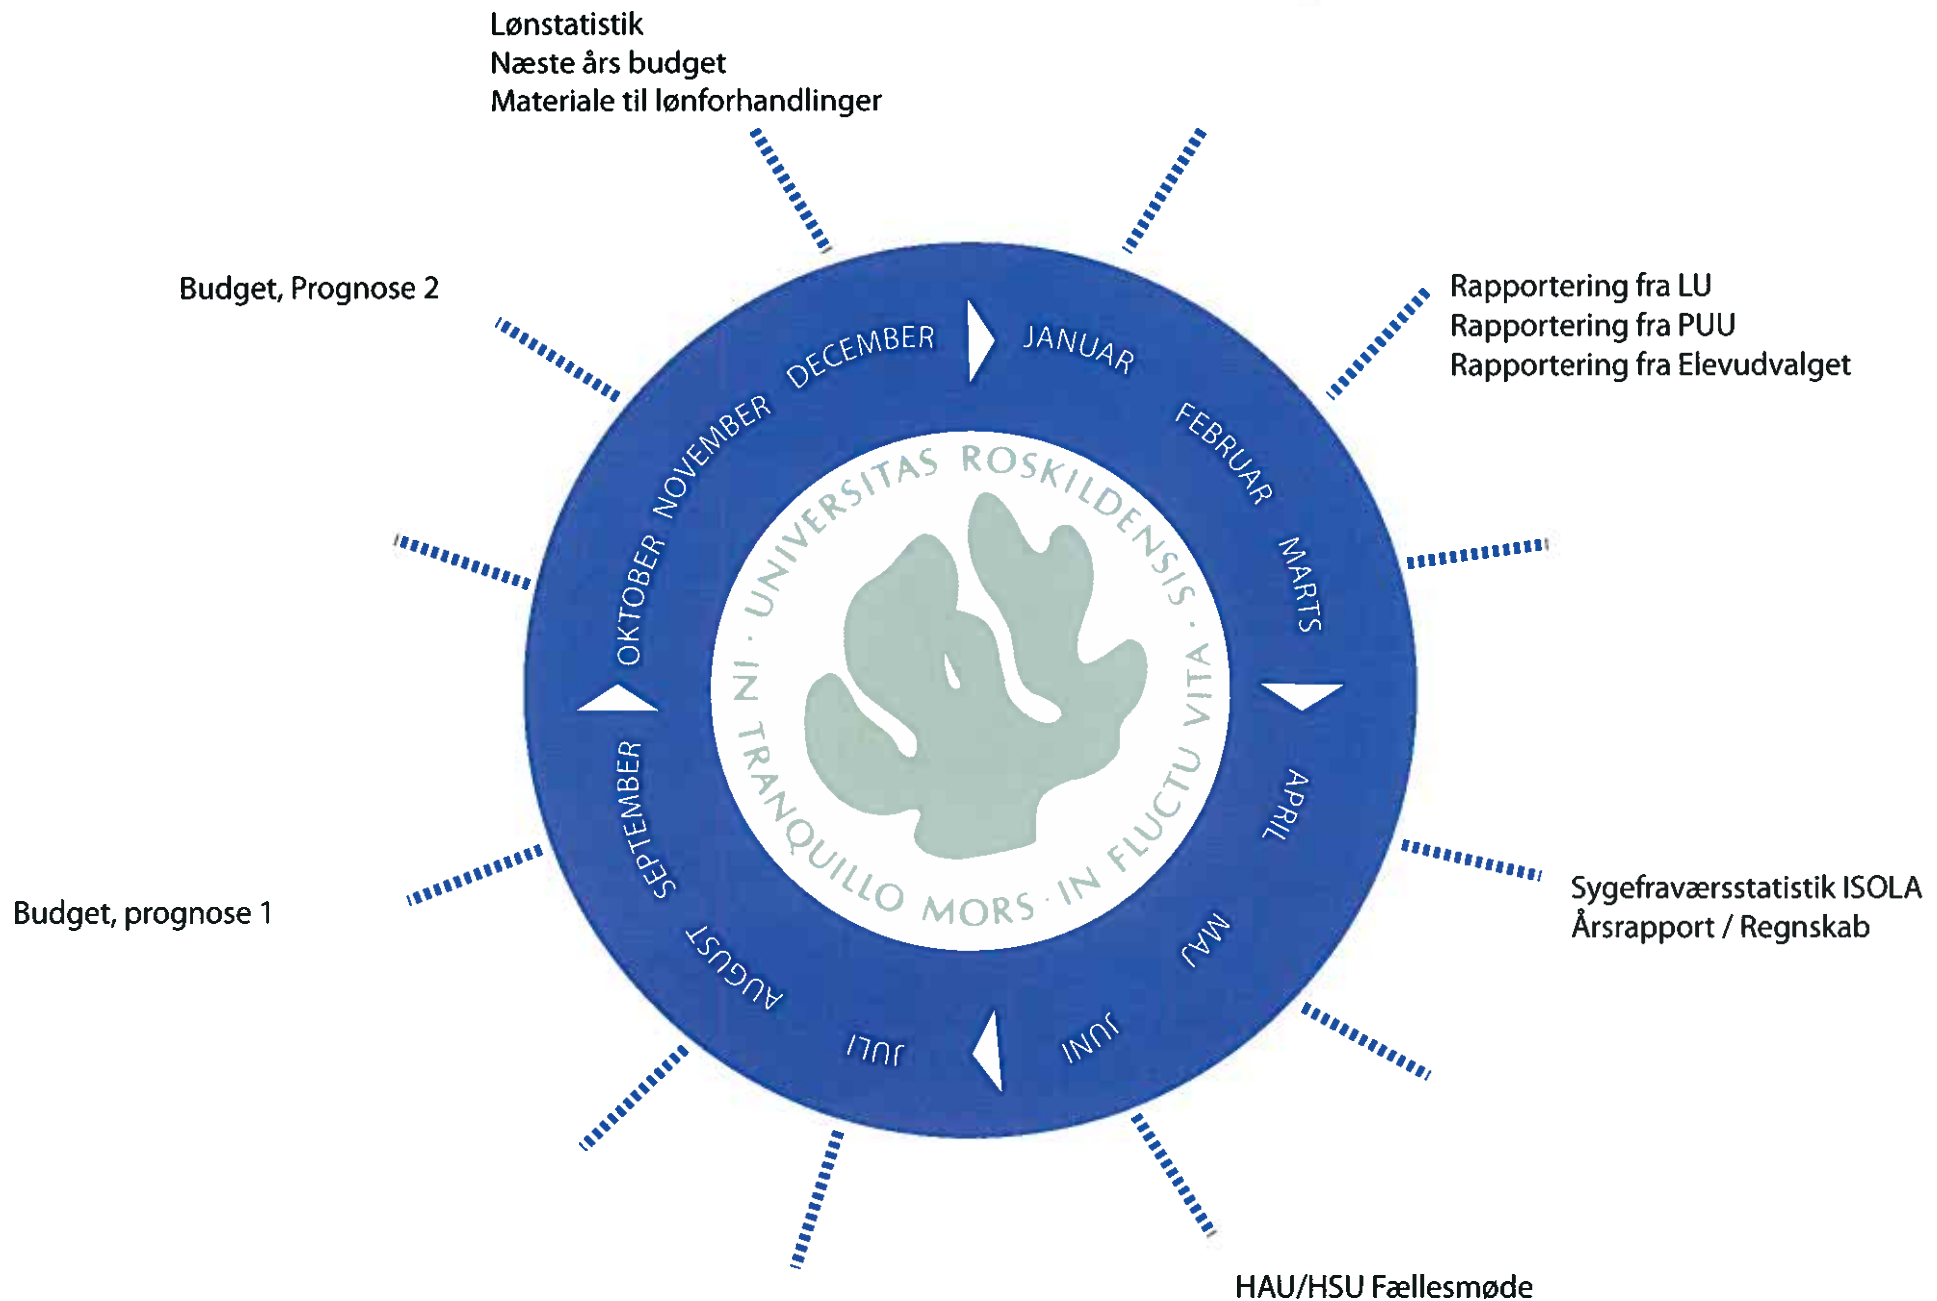 Lønstatistik
Næste års budget
Materiale til lønforhandlinger
Budget, Prognose 2
Rapportering fra LU
Rapportering fra PUU
Rapportering fra Elevudvalget
JANUAR
FEBRUAR
MARTS
APRIL
MAJ
JUNI
JULI
AUGUST
SEPTEMBER
OKTOBER
NOVEMBER
DECEMBER
· UNIVERSITAS ROSKILDENSIS ·
IN TRANQUILLO MORS · IN FLUCTU VITA
Budget, prognose 1
Sygefraværsstatistik ISOLA
Årsrapport / Regnskab
HAU/HSU Fællesmøde